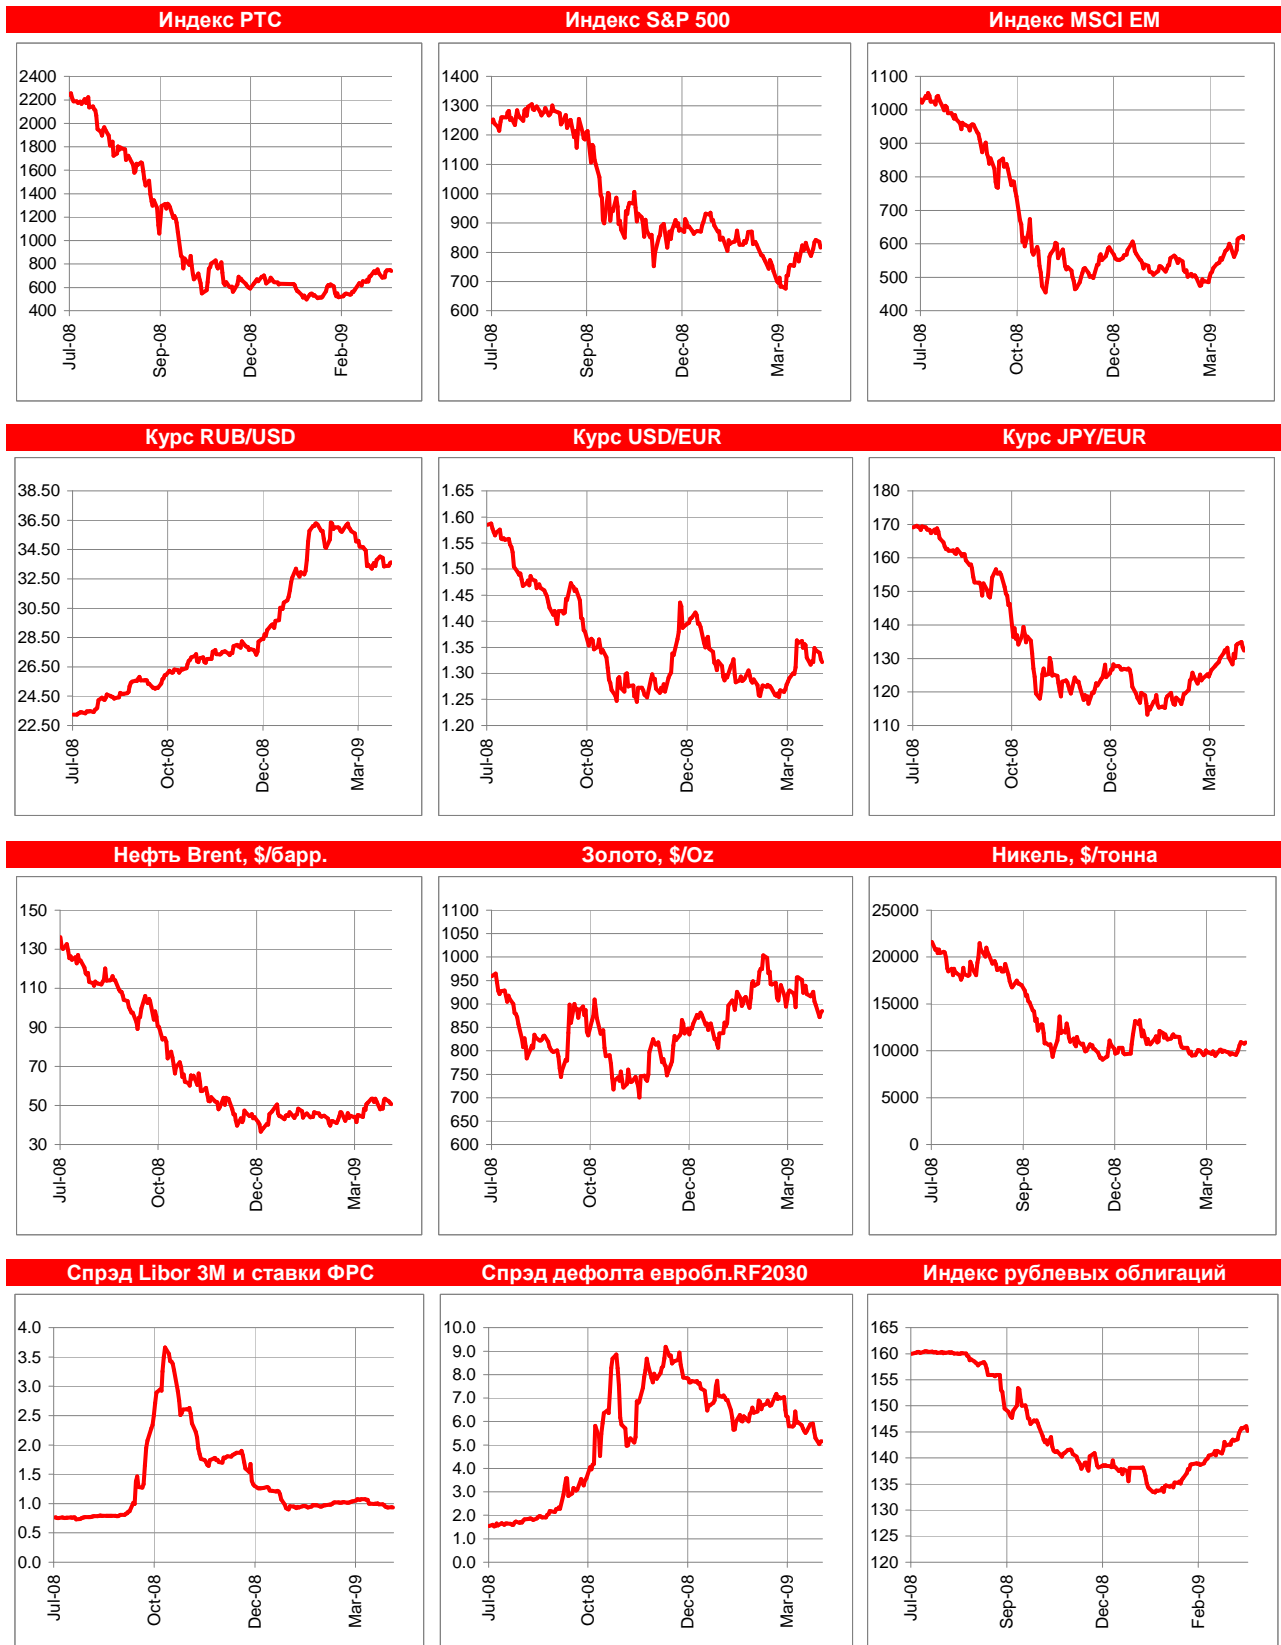 Индекс РТС
Индекс S&P 500
Индекс MSCI EM
2400
2200
2000
1800
1600
1400
1200
1000
800
600
400
Jul-08
Sep-08
Dec-08
Feb-09
1400
1300
1200
1100
1000
900
800
700
600
Jul-08
Sep-08
Dec-08
Mar-09
1100
1000
900
800
700
600
500
400
Jul-08
Oct-08
Dec-08
Mar-09
Курс RUB/USD
Курс USD/EUR
Курс JPY/EUR
38.50
36.50
34.50
32.50
30.50
28.50
26.50
24.50
22.50
Jul-08
Oct-08
Dec-08
Mar-09
1.65
1.60
1.55
1.50
1.45
1.40
1.35
1.30
1.25
1.20
Jul-08
Oct-08
Dec-08
Mar-09
180
170
160
150
140
130
120
110
Jul-08
Oct-08
Dec-08
Mar-09
Нефть Brent, $/барр.
Золото, $/Oz
Никель, $/тонна
150
130
110
90
70
50
30
Jul-08
Oct-08
Dec-08
Mar-09
1100
1050
1000
950
900
850
800
750
700
650
600
Jul-08
Oct-08
Dec-08
Mar-09
25000
20000
15000
10000
5000
0
Jul-08
Sep-08
Dec-08
Mar-09
Спрэд Libor 3M и ставки ФРС
Спрэд дефолта евробл.RF2030
Индекс рублевых облигаций
4.0
3.5
3.0
2.5
2.0
1.5
1.0
0.5
0.0
Jul-08
Oct-08
Dec-08
Mar-09
10.0
9.0
8.0
7.0
6.0
5.0
4.0
3.0
2.0
1.0
0.0
Jul-08
Oct-08
Dec-08
Mar-09
165
160
155
150
145
140
135
130
125
120
Jul-08
Sep-08
Dec-08
Feb-09